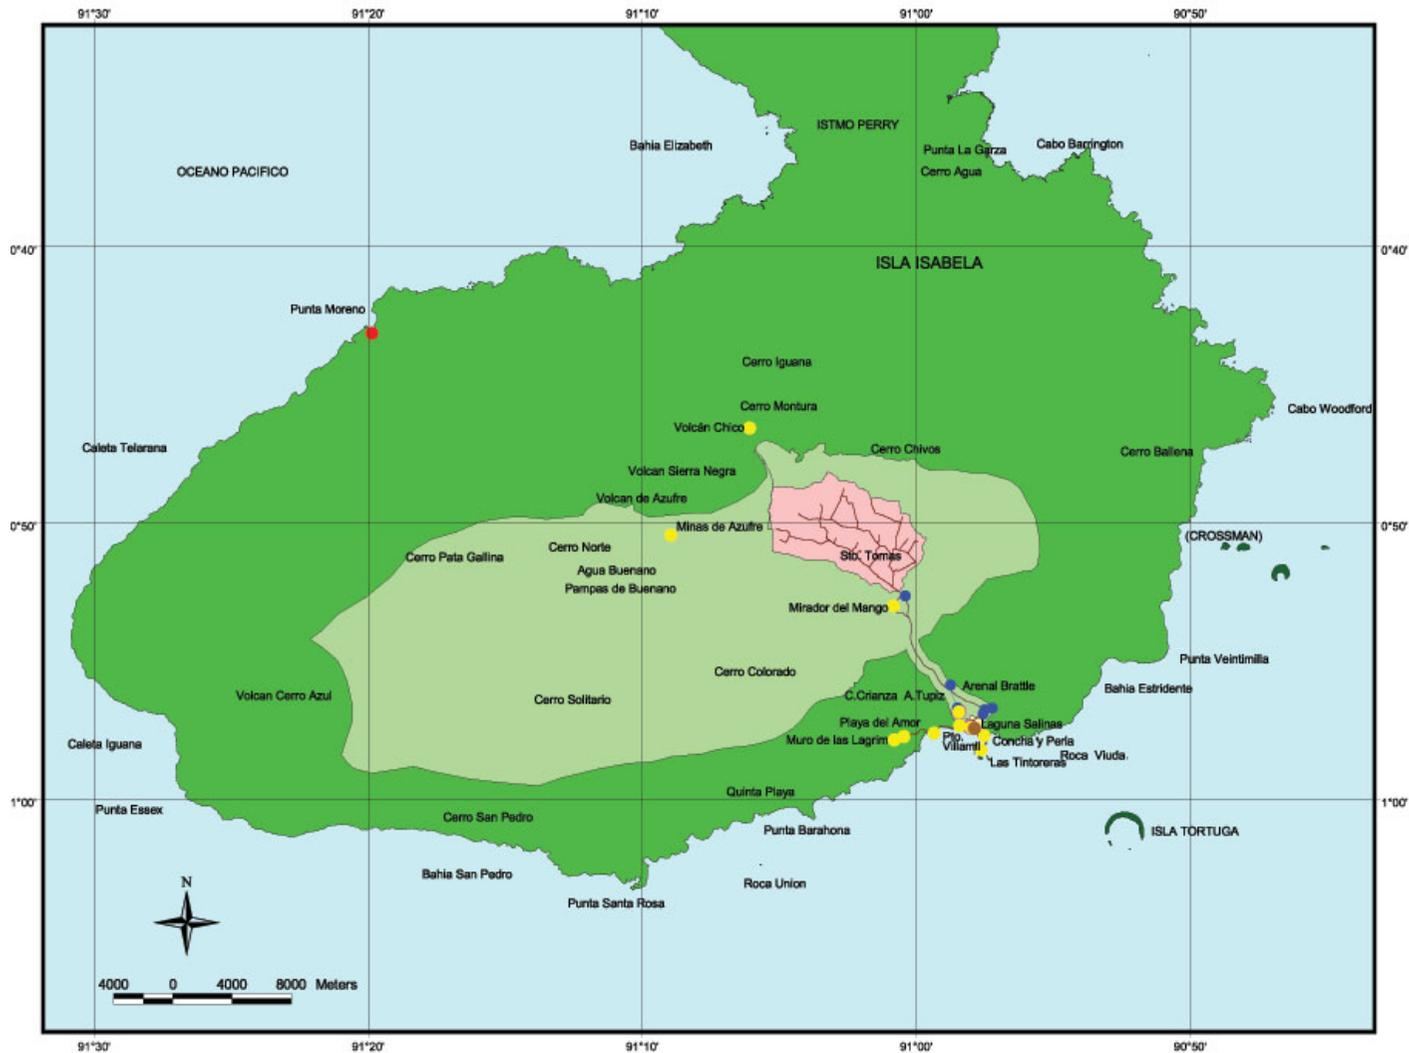 91°30'
91°20'
91°10'
91°00'
90°50'
ISTMO PERRY
Bahia Elizabeth
Punta La Garza
Cabo Barrington
OCEANO PACIFICO
Cerro Agua
0°40'
0°40'
ISLA ISABELA
Punta Moreno
Cerro Iguana
Cerro Montura
Cabo Woodford
Volcán Chico
Caleta Telarana
Cerro Chivos
Cerro Ballena
Volcan Sierra Negra
Volcan de Azufre
0°50'
Minas de Azufre
0°50'
(CROSSMAN)
Cerro Norte
Cerro Pata Gallina
Sto. Tomas
Agua Buenano
Pampas de Buenano
Mirador del Mango
Punta Veintimilla
Cerro Colorado
Arenal Brattle
Bahia Estridente
Volcan Cerro Azul
Cerro Solitario
C.Crianza A.Tupiz
Playa del Amor
Laguna Salinas
Caleta Iguana
Muro de las Lagrim
Pto.
Villamil
Concha y Perla
Roca Viuda
Las Tintoreras
Quinta Playa
1°00'
1°00'
Punta Essex
Cerro San Pedro
Punta Barahona
ISLA TORTUGA
Bahia San Pedro
Roca Union
N
Punta Santa Rosa
4000 0 4000 8000 Meters
91°30'
91°20'
91°10'
91°00'
90°50'